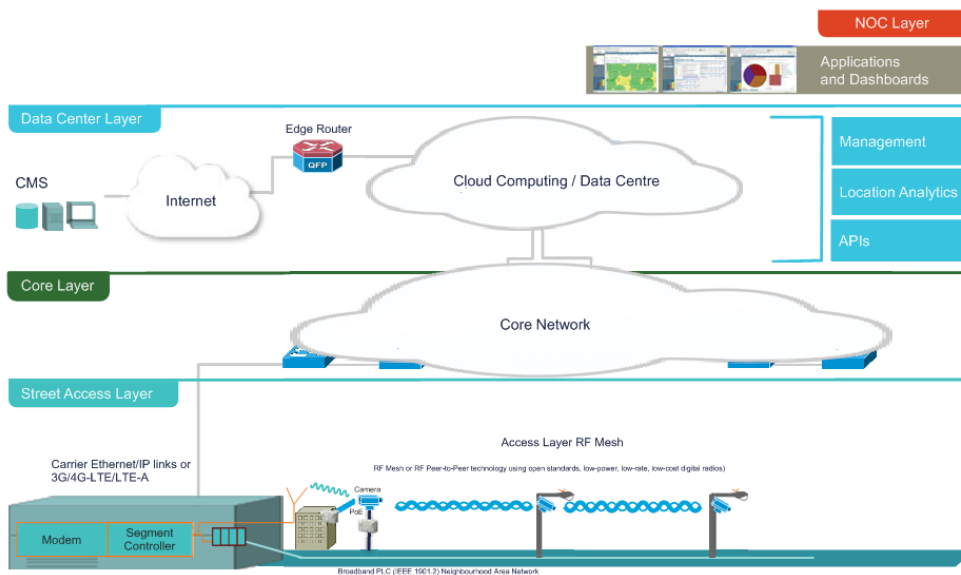 NOC Layer
Applications
and Dashboards
Data Center Layer
Edge Router
QFP
Management
CMS
Internet
Cloud Computing / Data Centre
Location Analytics
APIs
Core Layer
Core Network
Street Access Layer
Access Layer RF Mesh
Carrier Ethernet/IP links or
3G/4G-LTE/LTE-A
RF Mesh or RF Peer-to-Peer technology using open standards, low-power, low-rate, low-cost digital radios)
Camera
PoE
Modem
Segment
Controller
Broadband PLC (IEEE 1901.2) Neighbourhood Area Network